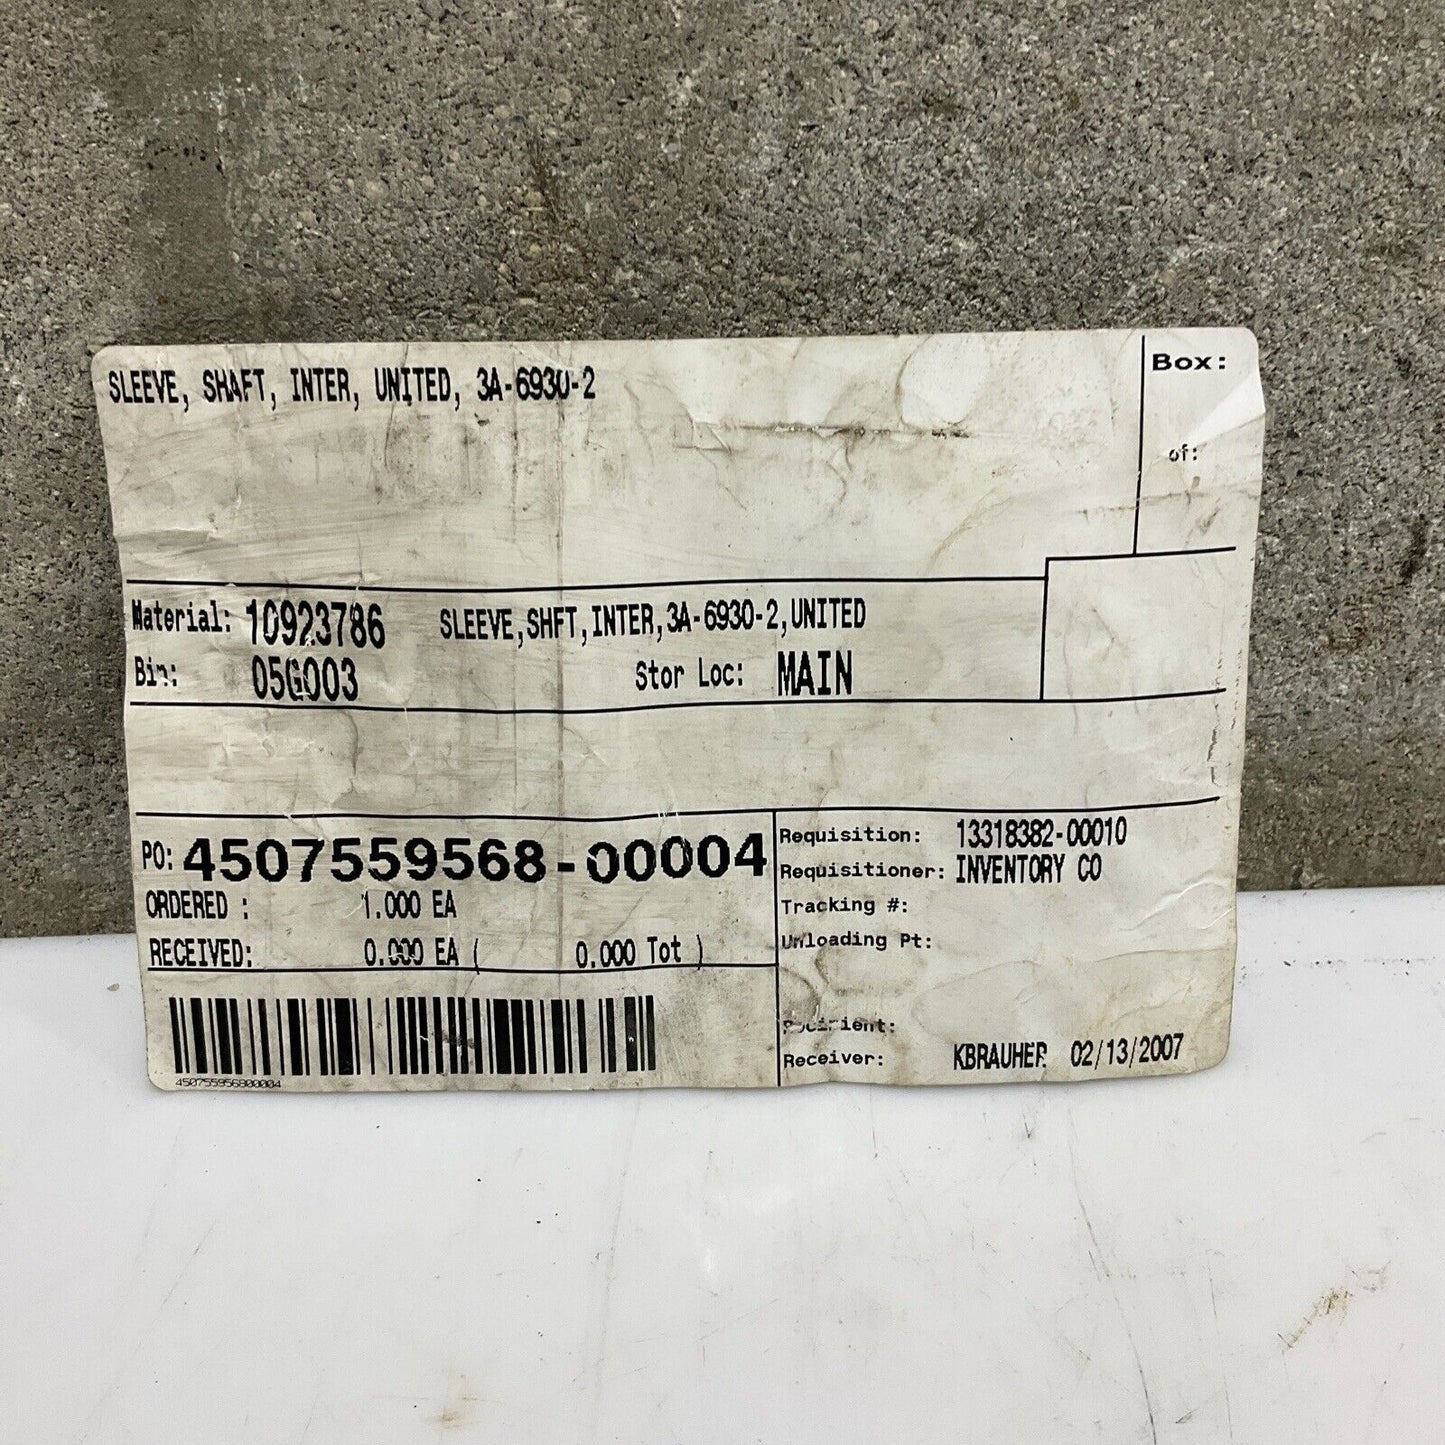 SLEEVE, SHAFT, INTER, UNITED, 3A-6930-2
Box:
of:
Material: 10923786 SLEEVE,SHFT,INTER,3A-6930-2,UNITED
Bin: 05G003 Stor Loc: MAIN
PO: 4507559568-00004
ORDERED : 1.000 EA
RECEIVED: 0.000 EA ( 0.000 Tot )
450755956800004
Requisition: 13318382-00010
Requisitioner: INVENTORY CO
Tracking #:
Unloading Pt:
Recipient:
Receiver: KBRAUHER 02/13/2007